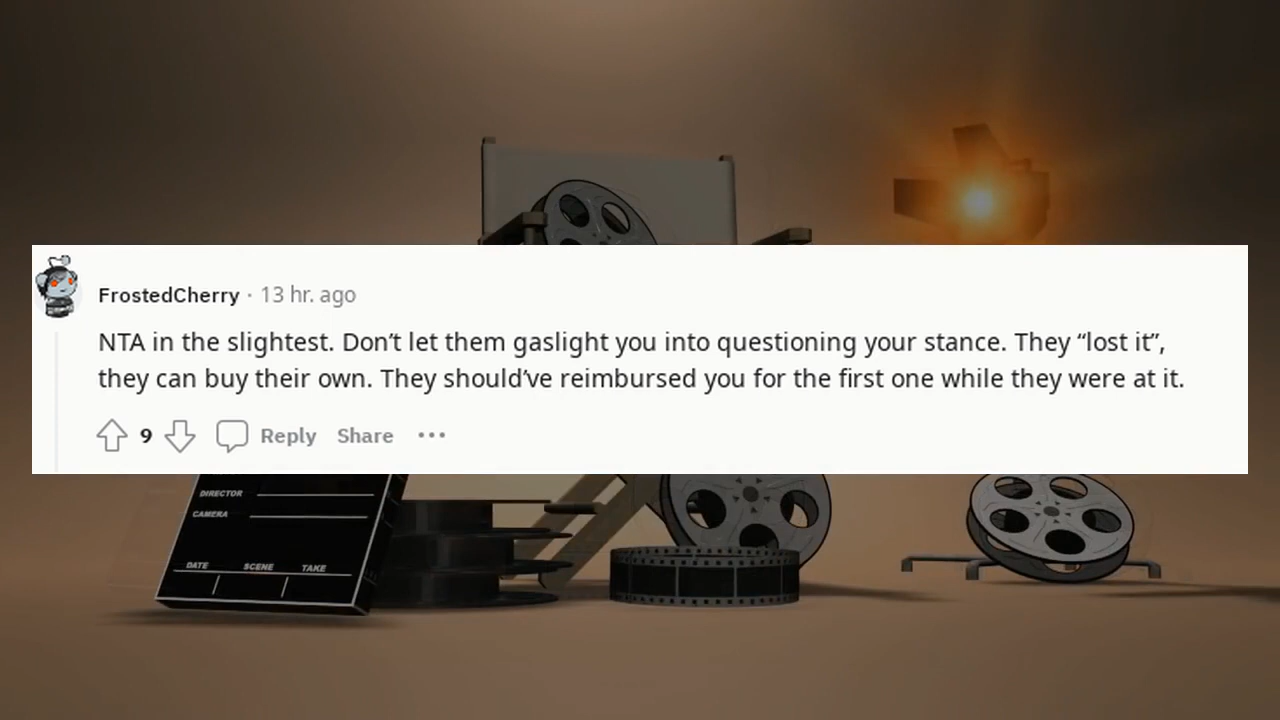 FrostedCherry · 13 hr. ago
NTA in the slightest. Don’t let them gaslight you into questioning your stance. They “lost it”,
they can buy their own. They should’ve reimbursed you for the first one while they were at it.
9 Reply Share •••
DIRECTOR
CAMERA
DATE SCENE TAKE